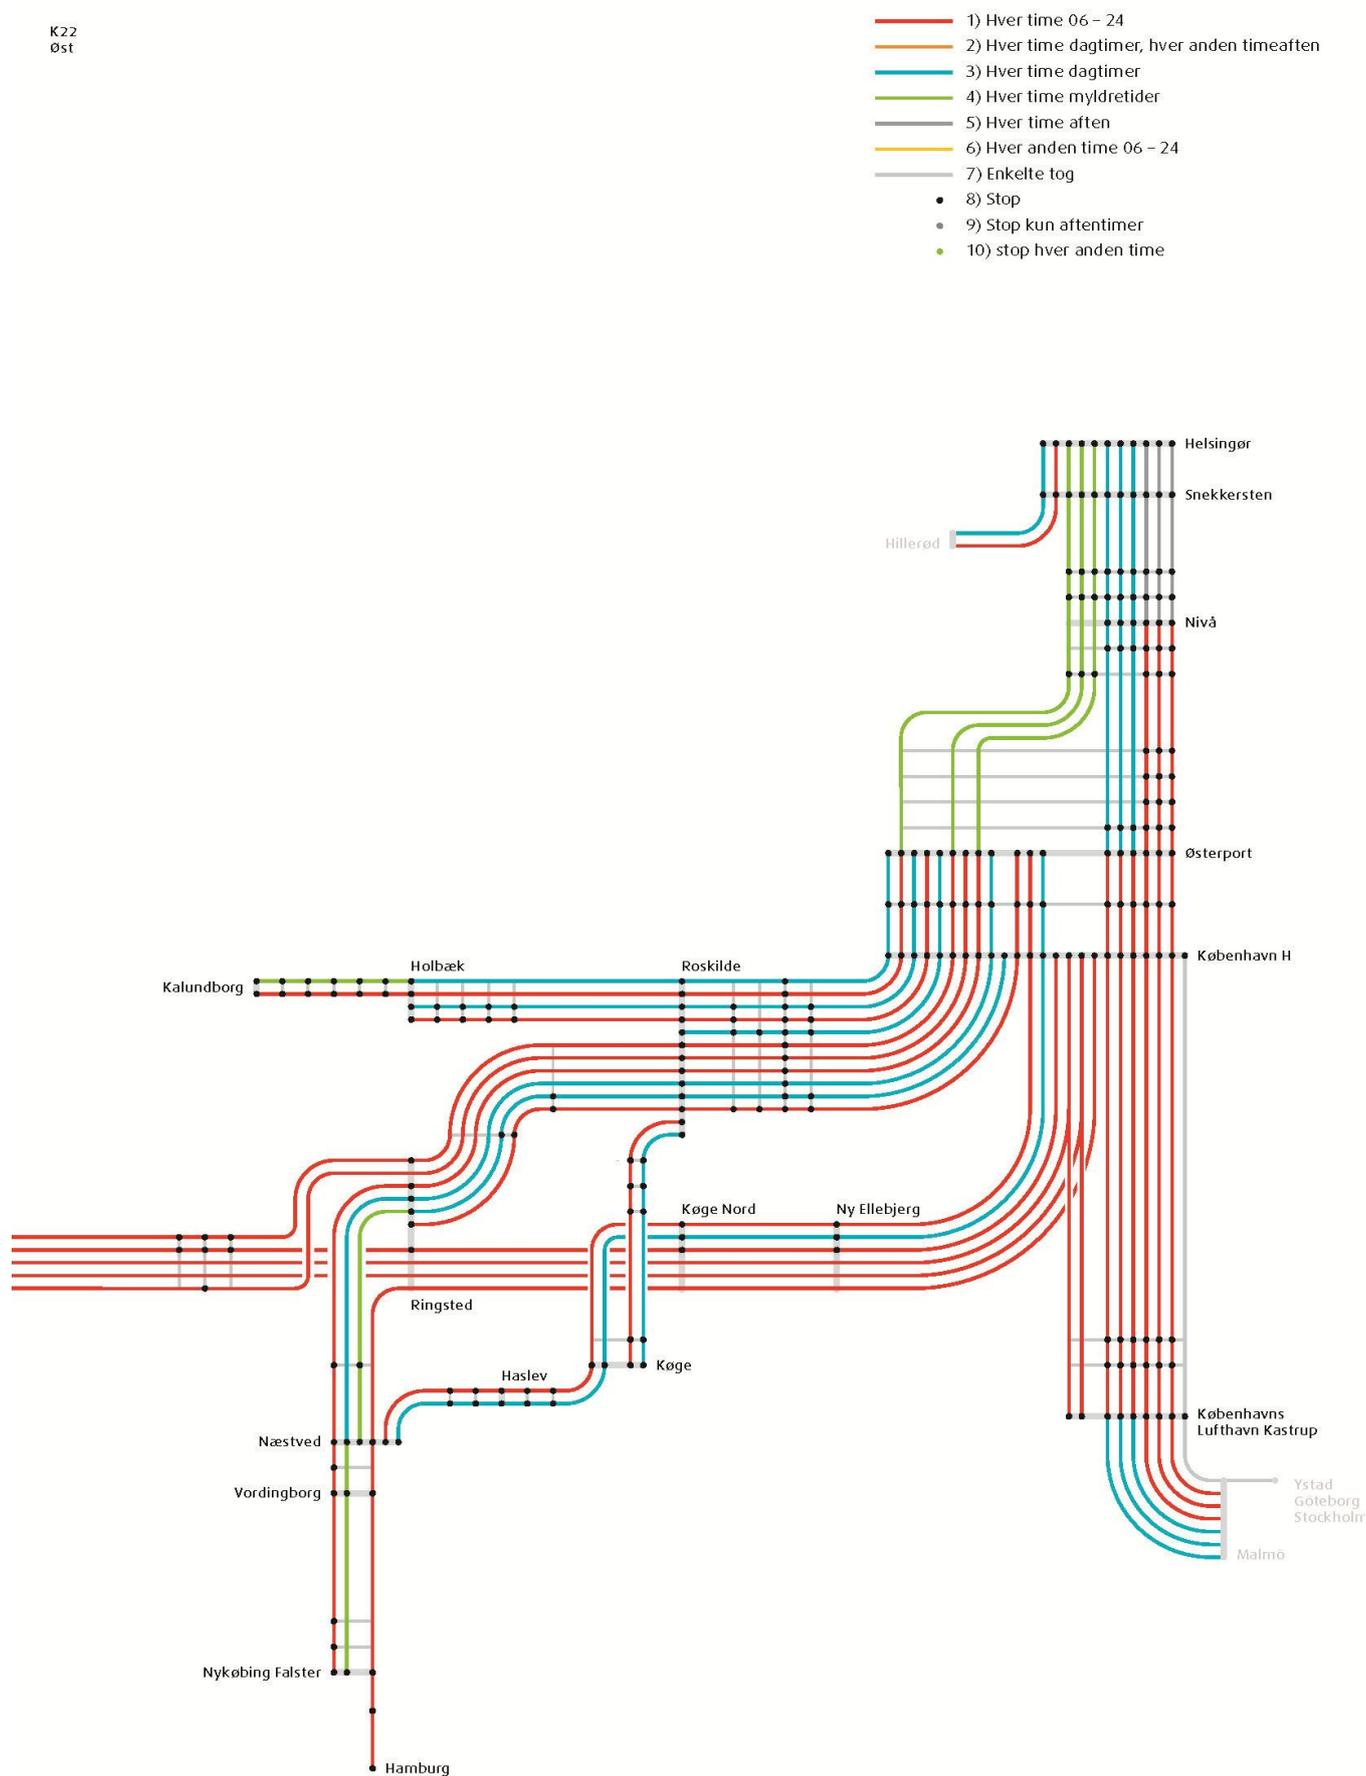 K22
Øst
1) Hver time 06 – 24
2) Hver time dagtimer, hver anden timeaften
3) Hver time dagtimer
4) Hver time myldretider
5) Hver time aften
6) Hver anden time 06 – 24
7) Enkelte tog
8) Stop
9) Stop kun aftentimer
10) stop hver anden time
Helsingør
Snekkersten
Hillerød
Nivå
Østerport
København H
Holbæk
Roskilde
Kalundborg
Køge Nord
Ny Ellebjerg
Ringsted
Køge
Haslev
Københavns
Lufthavn Kastrup
Næstved
Vordingborg
Ystad
Göteborg
Stockholm
Malmö
Nykøbing Falster
Hamburg